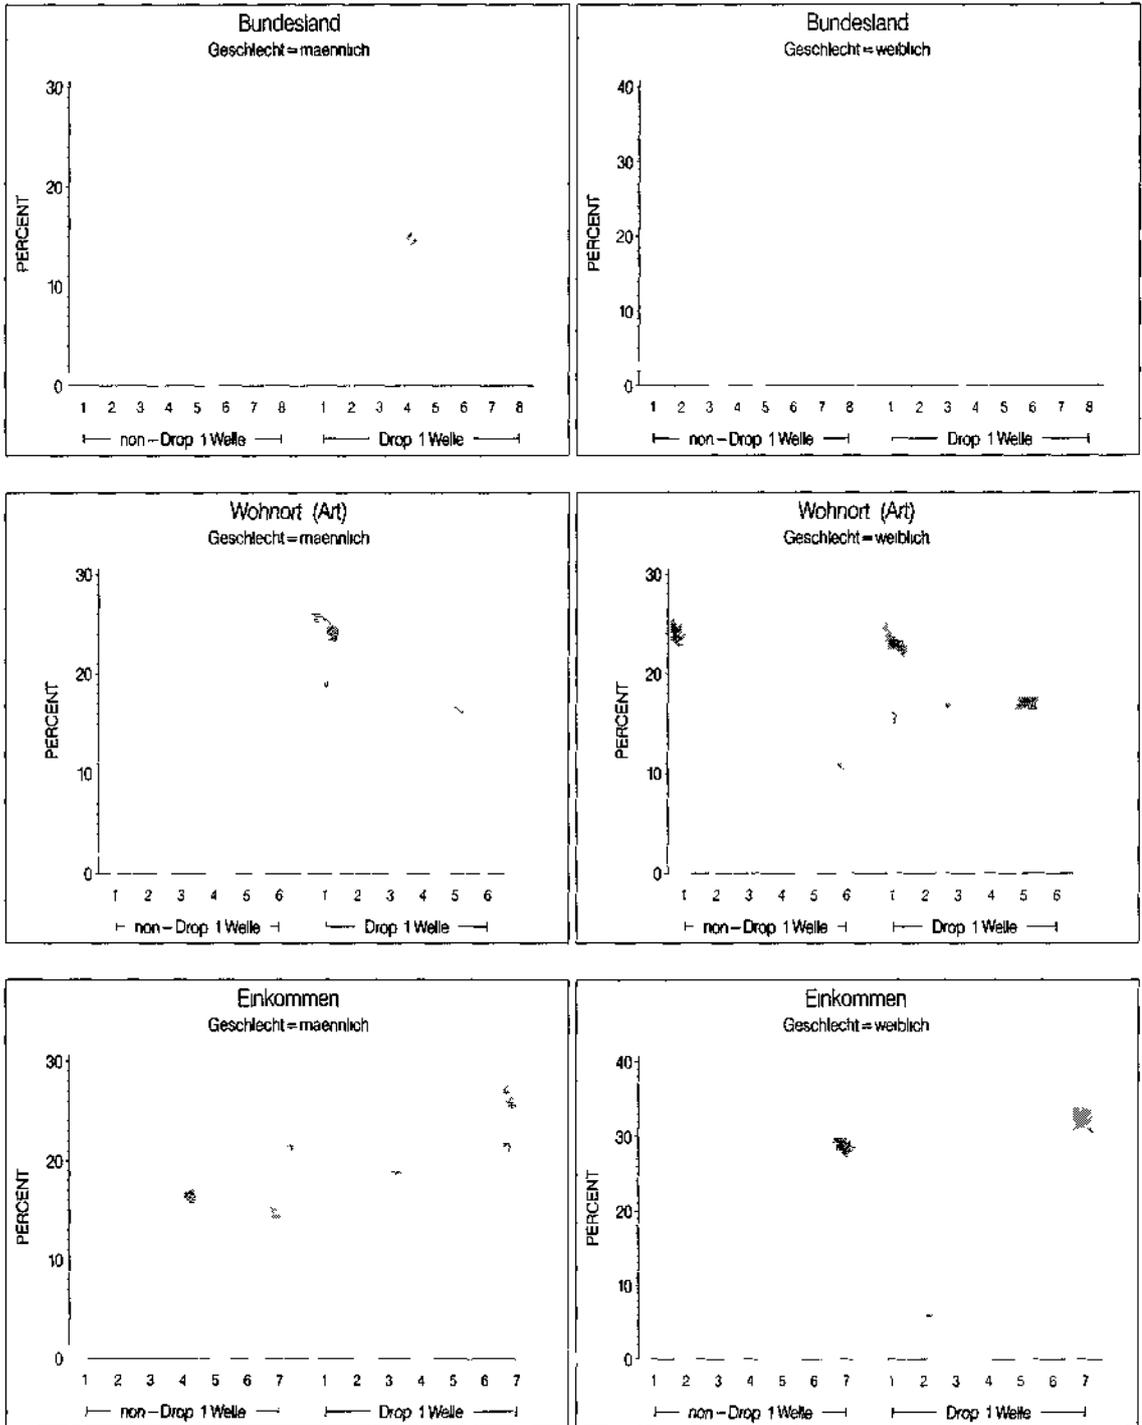 Bundesland
Geschlecht=maennlich
30
20
10
0
PERCENT
1 2 3 4 5 6 7 8 1 2 3 4 5 6 7 8
non-Drop 1 Welle Drop 1 Welle
Bundesland
Geschlecht=weiblich
40
30
20
10
0
PERCENT
1 2 3 4 5 6 7 8 1 2 3 4 5 6 7 8
non-Drop 1 Welle Drop 1 Welle
Wohnort (Art)
Geschlecht=maennlich
30
20
10
0
PERCENT
1 2 3 4 5 6 1 2 3 4 5 6
non-Drop 1 Welle Drop 1 Welle
Wohnort (Art)
Geschlecht=weiblich
30
20
10
0
PERCENT
1 2 3 4 5 6 1 2 3 4 5 6
non-Drop 1 Welle Drop 1 Welle
Einkommen
Geschlecht=maennlich
30
20
10
0
PERCENT
1 2 3 4 5 6 7 1 2 3 4 5 6 7
non-Drop 1 Welle Drop 1 Welle
Einkommen
Geschlecht=weiblich
40
30
20
10
0
PERCENT
1 2 3 4 5 6 7 1 2 3 4 5 6 7
non-Drop 1 Welle Drop 1 Welle